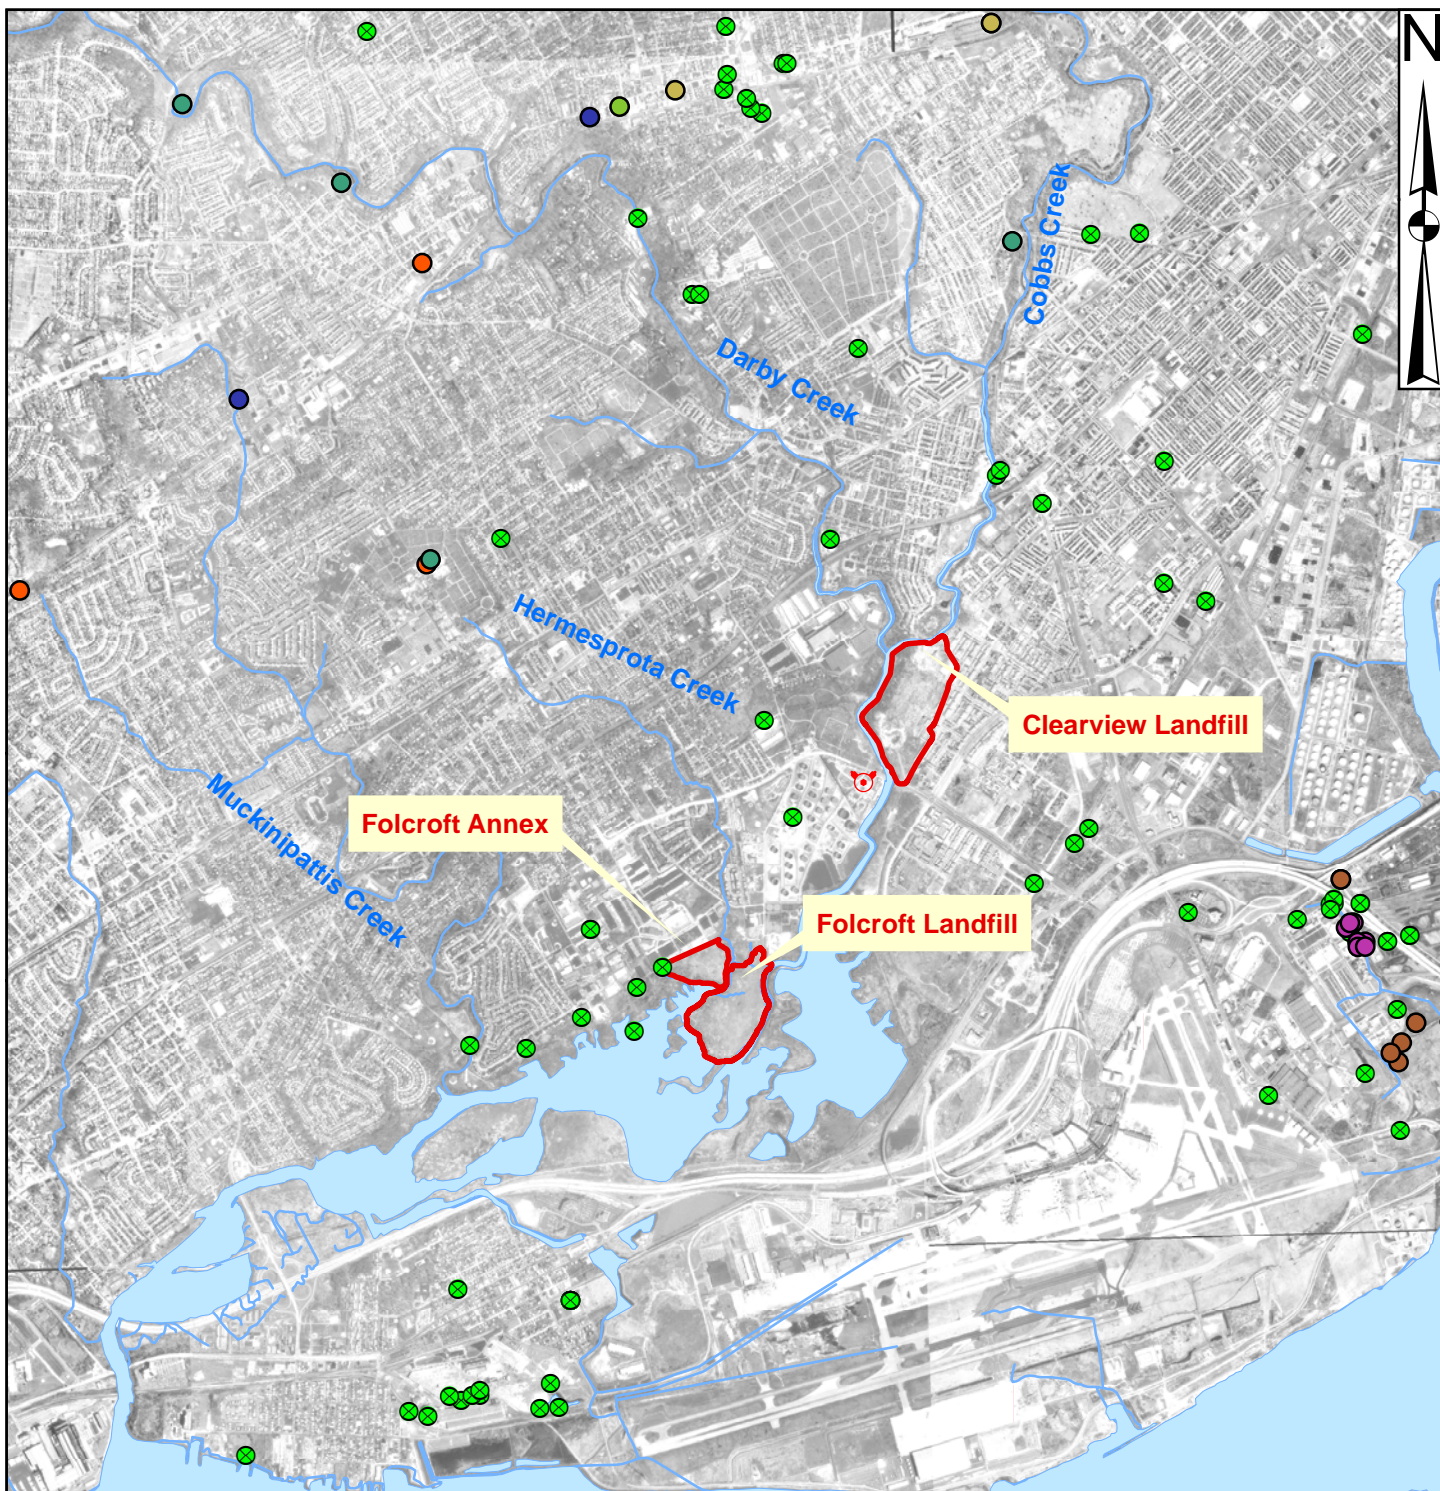 N
Cobbs Creek
Darby Creek
Hermesprota Creek
Clearview Landfill
Muckinipattis Creek
Folcroft Annex
Folcroft Landfill